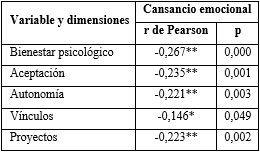 Variable y dimensiones Cansancio emocional
r de Pearson p
Bienestar psicológico -0,267** 0,000
Aceptación -0,235** 0,001
Autonomía -0,221** 0,003
Vínculos -0,146* 0,049
Proyectos -0,223** 0,002